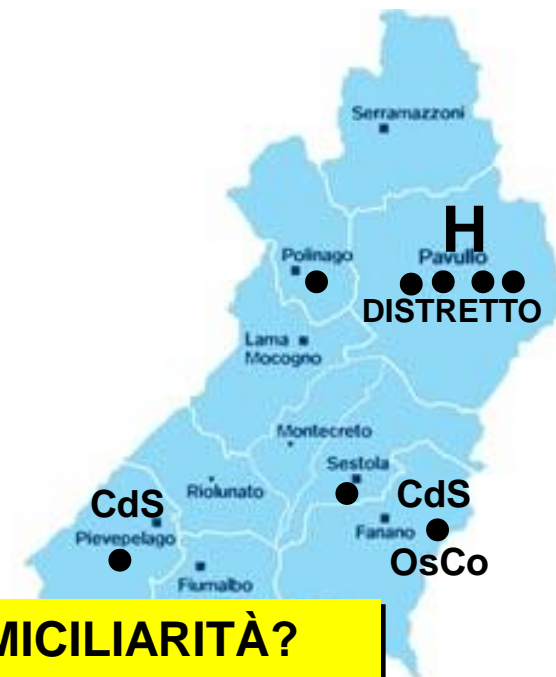 Serramazzoni
H
Polinago
Pavullo
DISTRETTO
Lama
Mocogno
Montecreto
Sestola
CdS
Riolunato
CdS
Pievepelago
Fanano
OsCo
Fiumalbo
MICILIARITÀ?